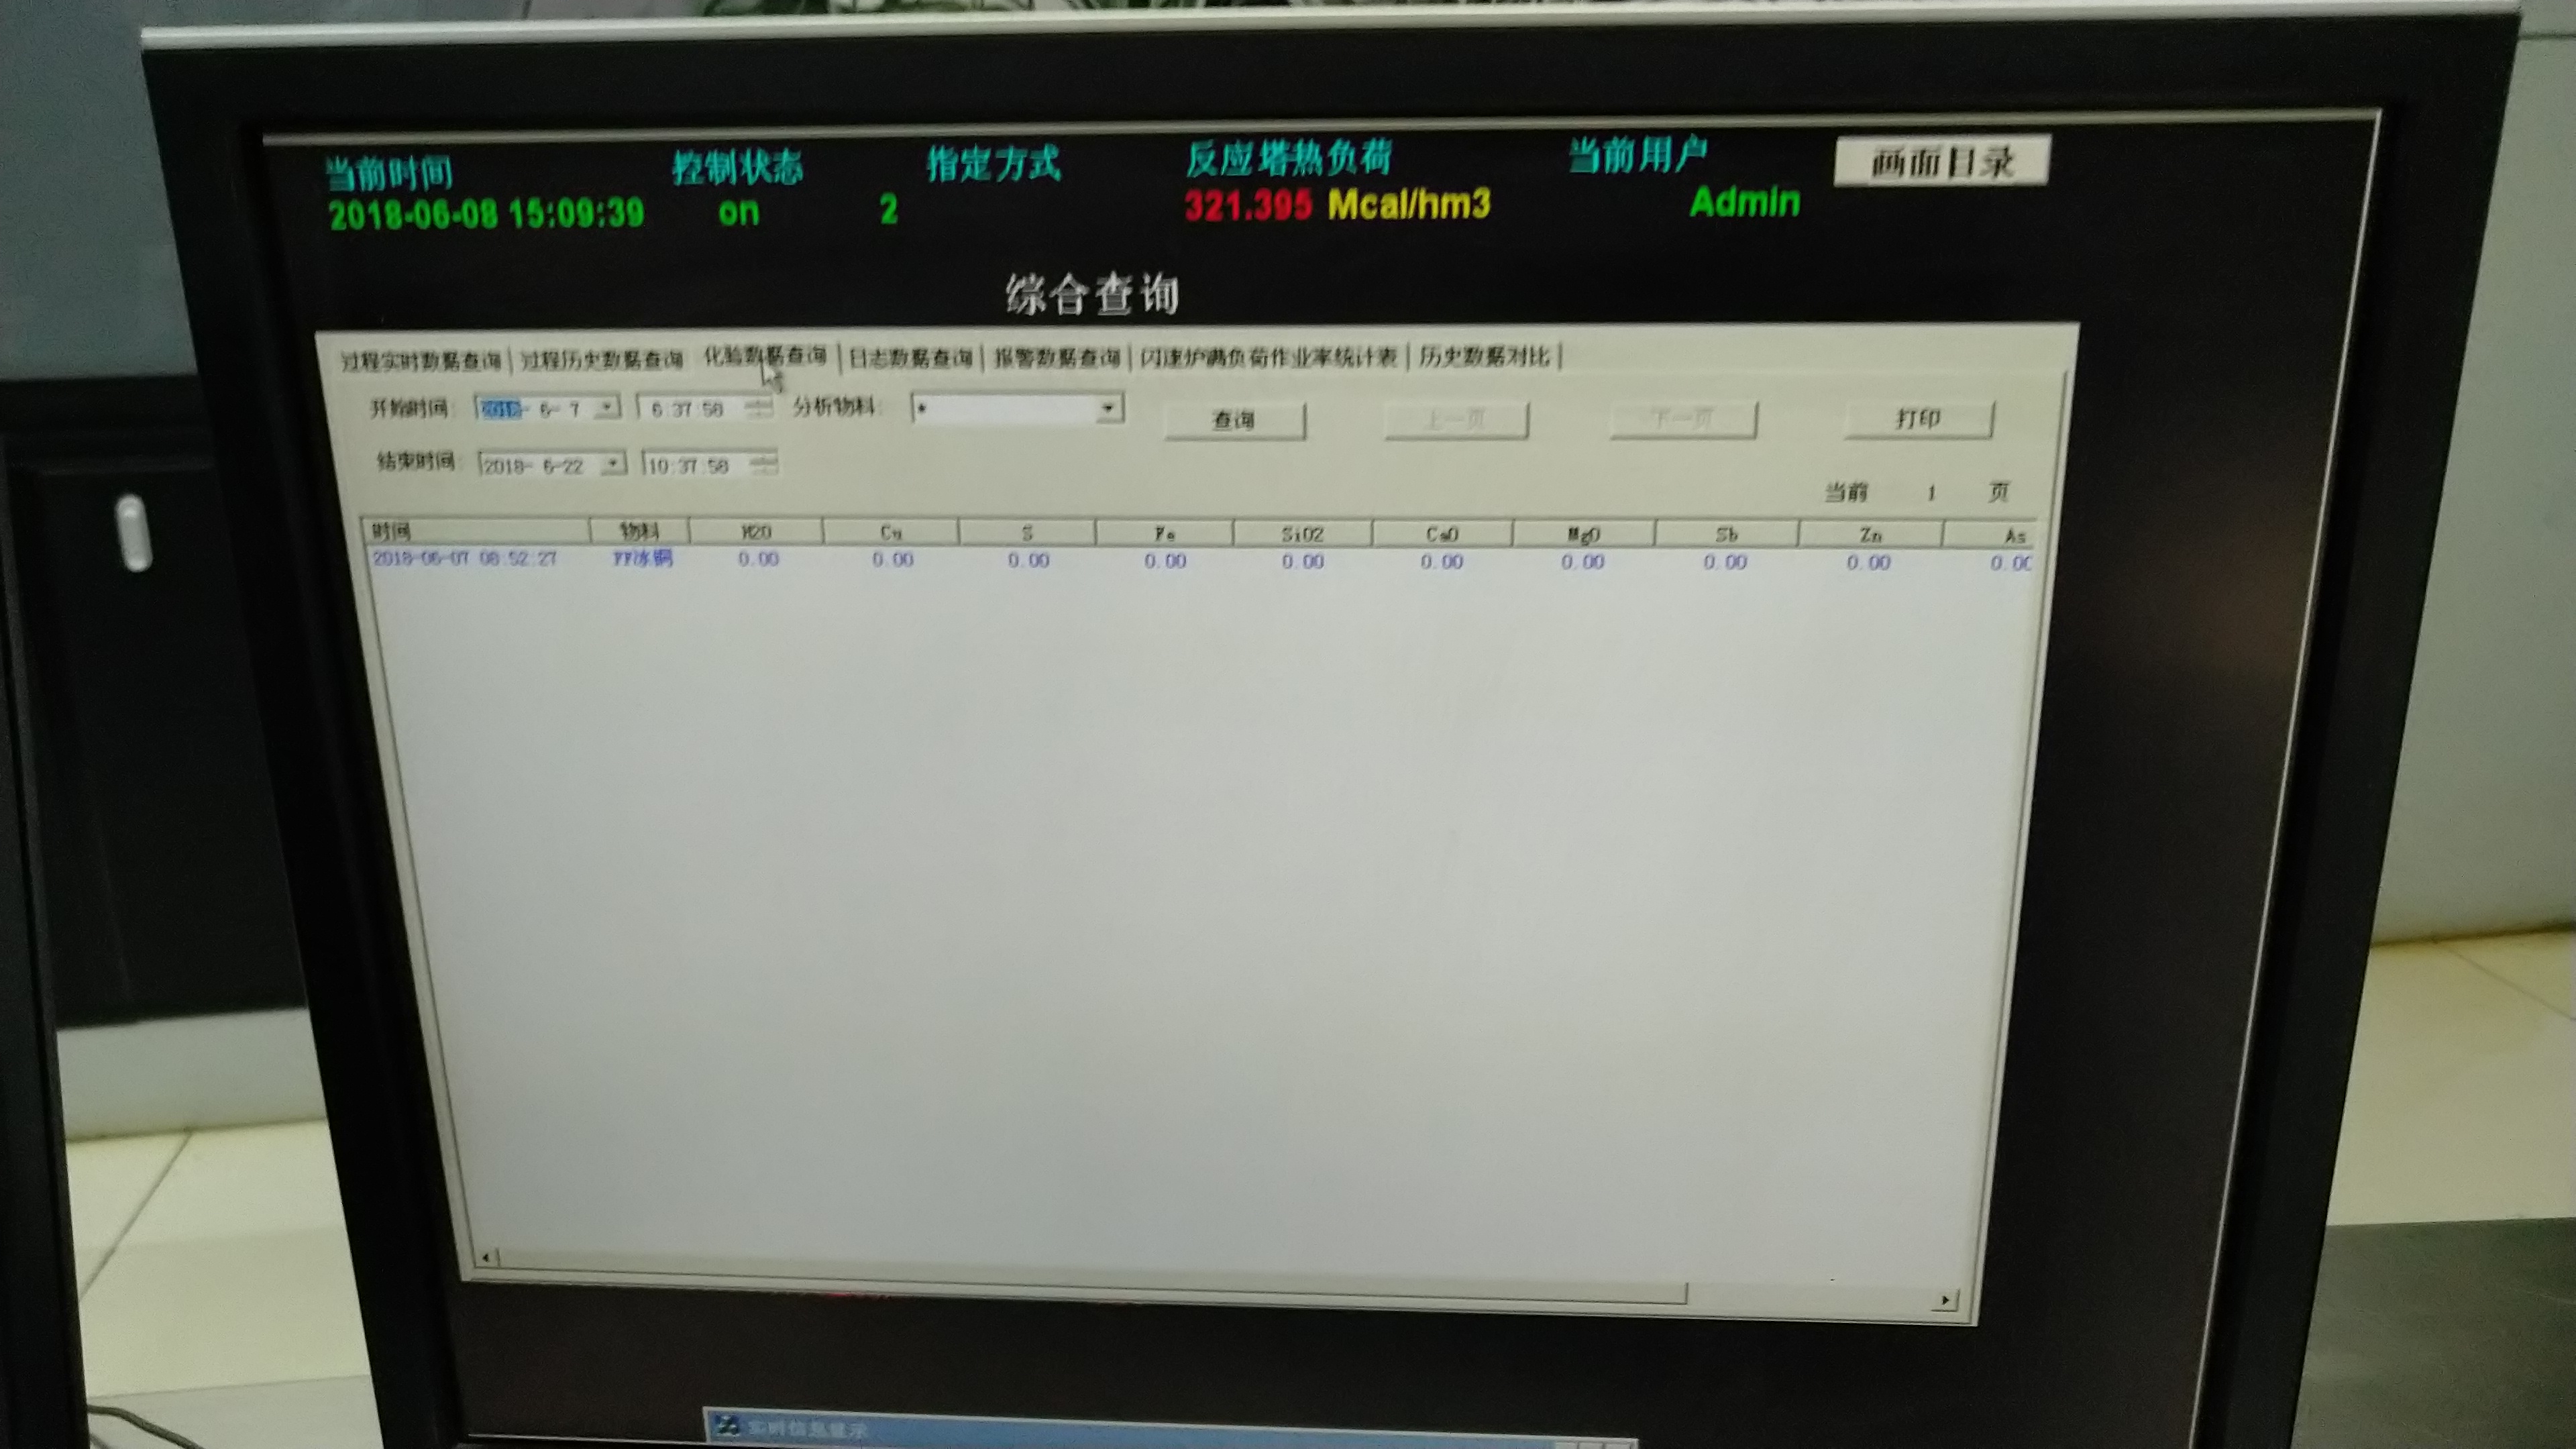 当前时间 控制状态 指定方式 反应塔热负荷 当前用户 画面目录
2018-06-08 15:09:39 on 2 321.395 Mcal/hm3 Admin
综合查询
过程实时数据查询 过程历史数据查询 化验数据查询 日志数据查询 报警数据查询 闪速炉满负荷作业率统计表 历史数据对比
开始时间: 2018- 6- 7 6:37:58 分析物料: * 查询 上一页 下一页 打印
结束时间: 2018- 6-22 10:37:58
当前 1 页
时间 物料 H2O Cu S Fe SiO2 CaO MgO Sb Zn As
2018-06-07 08:52:27 FF冰铜 0.00 0.00 0.00 0.00 0.00 0.00 0.00 0.00 0.00 0.00
实时信息显示